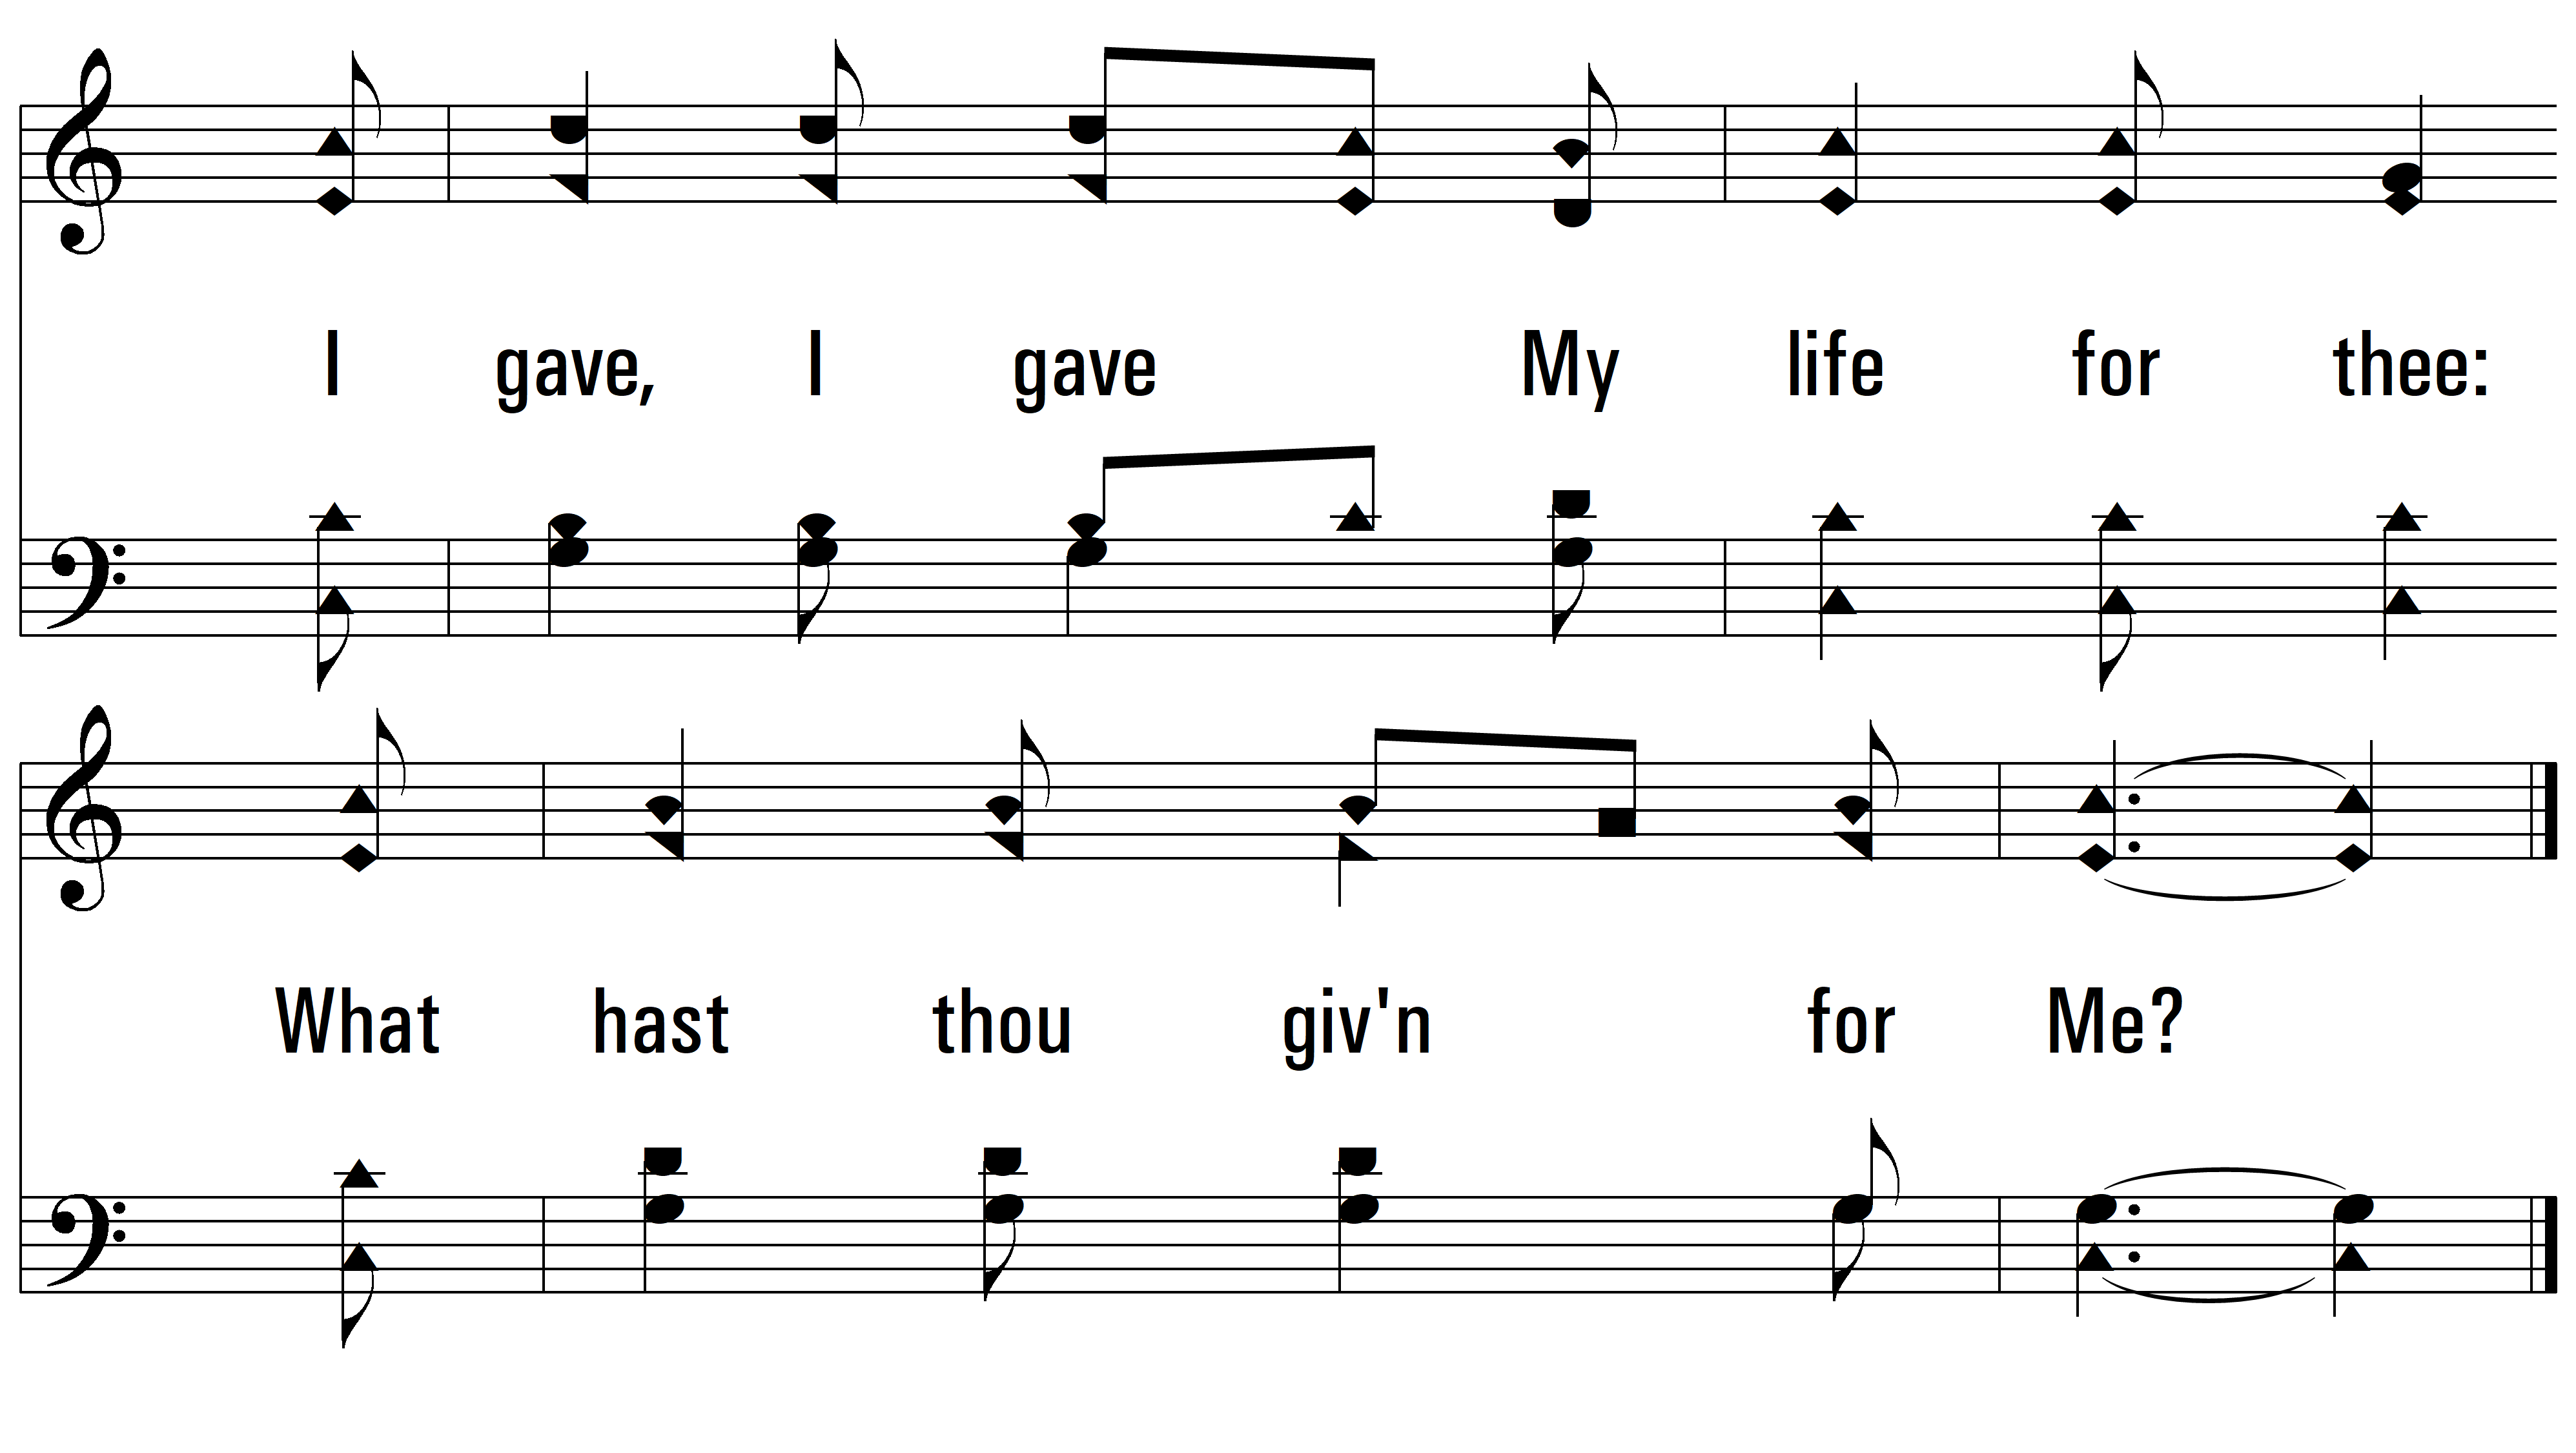 I gave, I gave My life for thee:
What hast thou giv'n for Me?